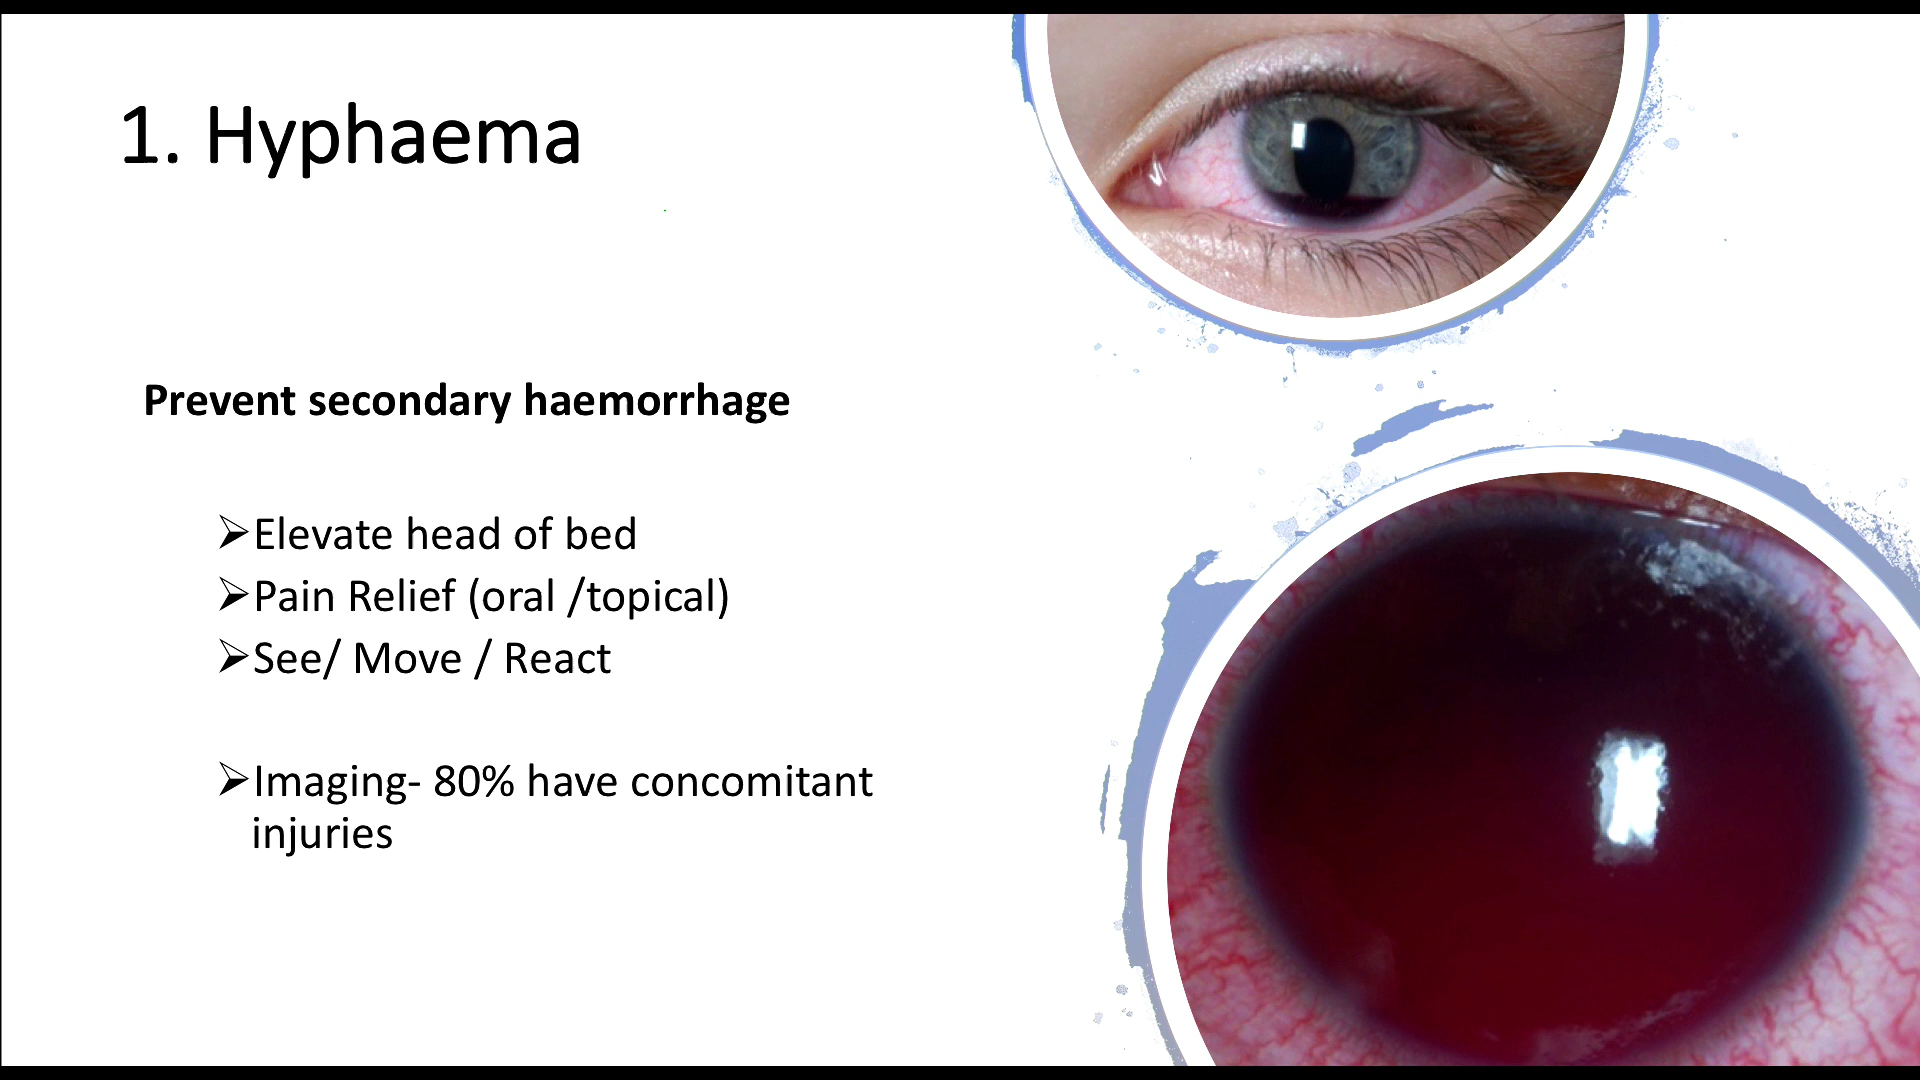 1. Hyphaema
Prevent secondary haemorrhage
➢Elevate head of bed
➢Pain Relief (oral /topical)
➢See/ Move / React
➢Imaging- 80% have concomitant
injuries